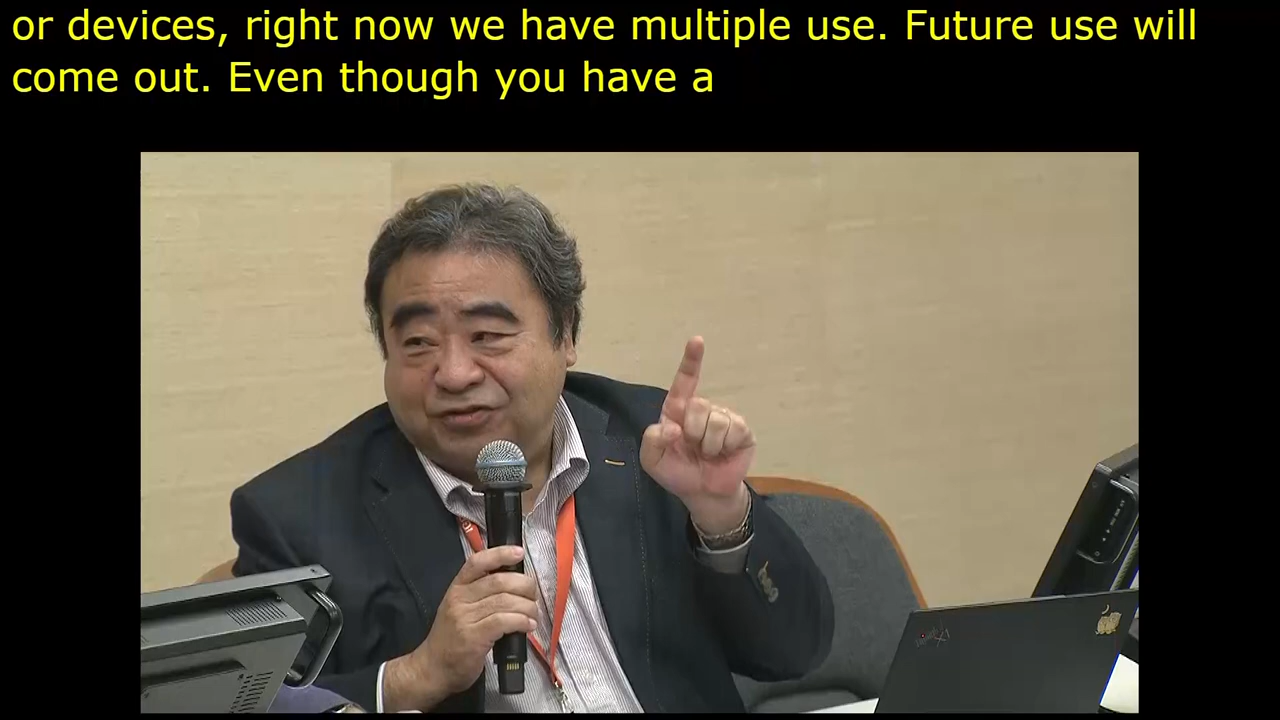 or devices, right now we have multiple use. Future use will
come out. Even though you have a